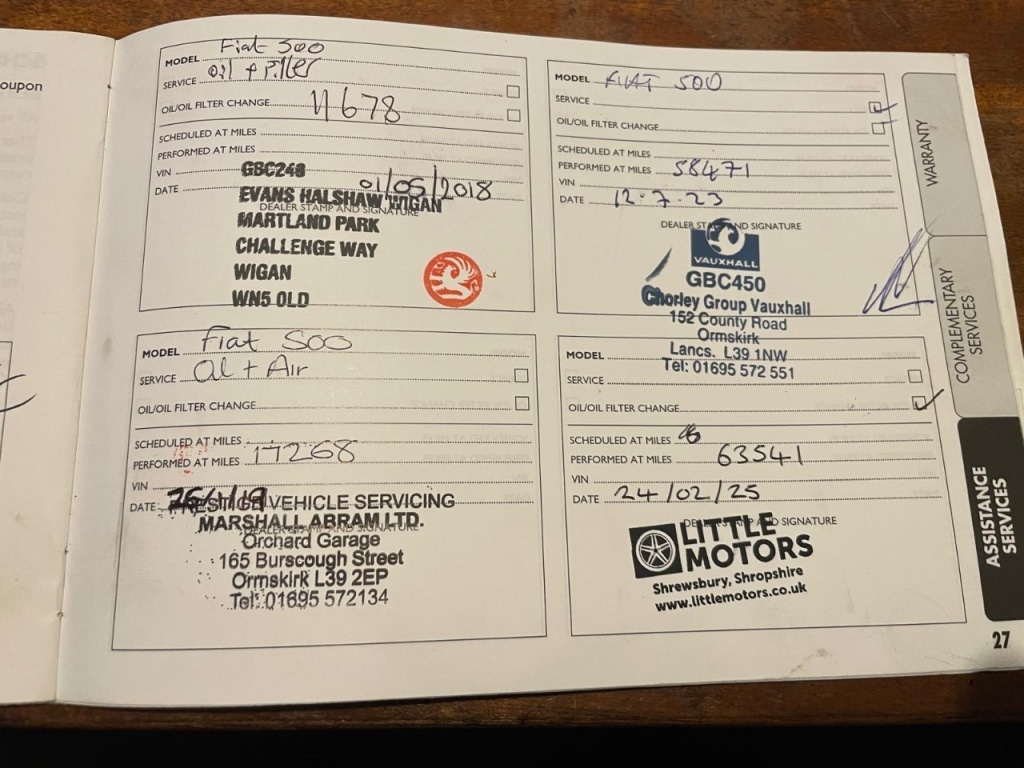 oupon
MODEL Fiat 500
SERVICE Oil + Filter
OIL/OIL FILTER CHANGE 11678
SCHEDULED AT MILES
PERFORMED AT MILES
VIN
DATE 01/05/2018
DEALER STAMP AND SIGNATURE
GBC248
EVANS HALSHAW WIGAN
MARTLAND PARK
CHALLENGE WAY
WIGAN
WN5 0LD
MODEL FIAT 500
SERVICE
OIL/OIL FILTER CHANGE
SCHEDULED AT MILES
PERFORMED AT MILES 58471
VIN
DATE 12-7-23
DEALER STAMP AND SIGNATURE
VAUXHALL
GBC450
Chorley Group Vauxhall
152 County Road
Ormskirk
Lancs. L39 1NW
Tel: 01695 572 551
MODEL Fiat 500
SERVICE Oil + Air
OIL/OIL FILTER CHANGE
SCHEDULED AT MILES
PERFORMED AT MILES 17268
VIN
DATE
PRESTIGE VEHICLE SERVICING
MARSHALL ABRAM LTD.
DEALER STAMP AND SIGNATURE
Orchard Garage
165 Burscough Street
Ormskirk L39 2EP
Tel: 01695 572134
MODEL
SERVICE
OIL/OIL FILTER CHANGE
SCHEDULED AT MILES
PERFORMED AT MILES 63541
VIN
DATE 24/02/25
DEALER STAMP AND SIGNATURE
LITTLE
MOTORS
Shrewsbury, Shropshire
www.littlemotors.co.uk
WARRANTY
COMPLEMENTARY
SERVICES
ASSISTANCE
SERVICES
27